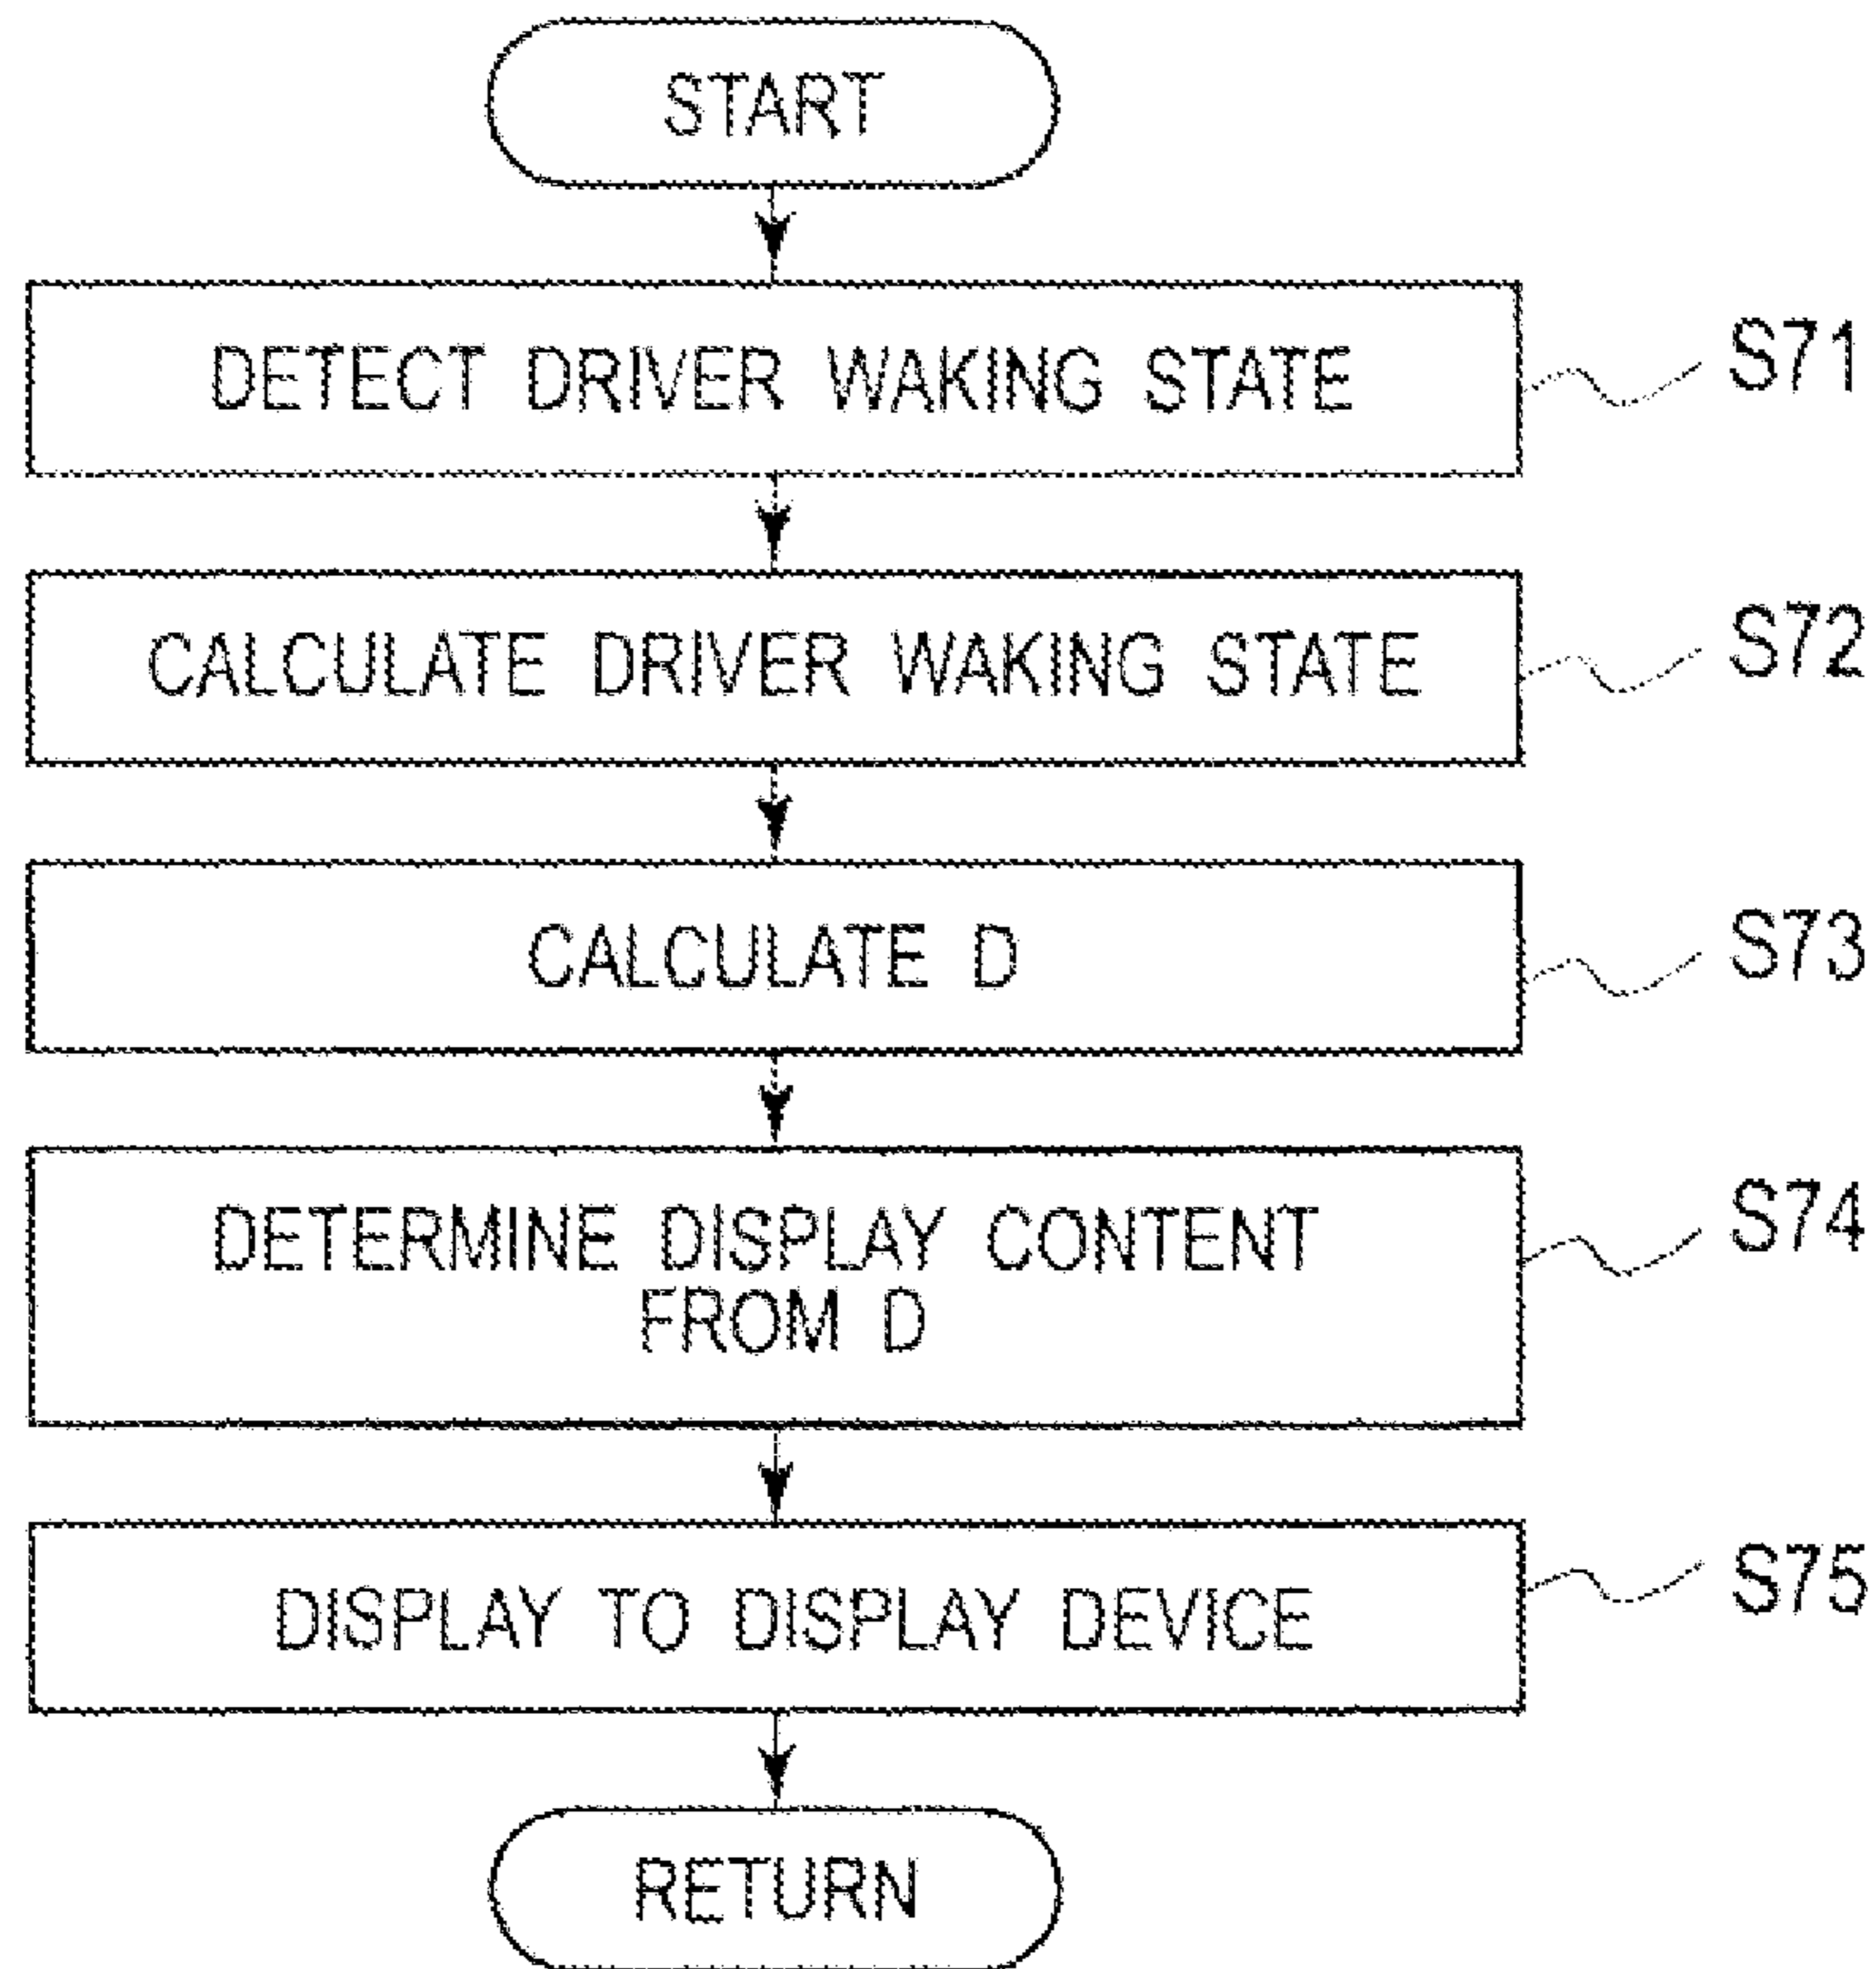 START
DETECT DRIVER WAKING STATE
S71
CALCULATE DRIVER WAKING STATE
S72
CALCULATE D
S73
DETERMINE DISPLAY CONTENT
FROM D
S74
DISPLAY TO DISPLAY DEVICE
S75
RETURN